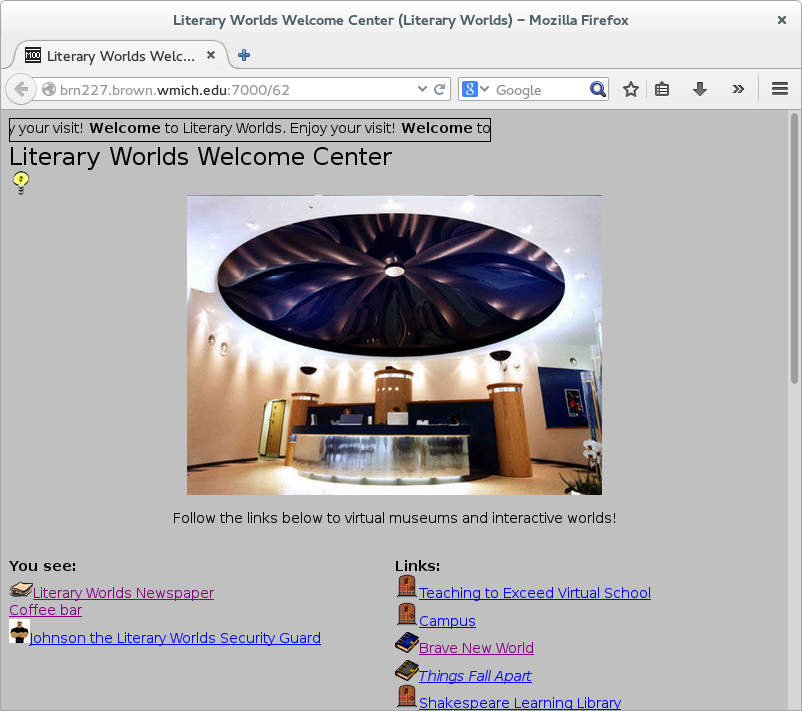 Literary Worlds Welcome Center (Literary Worlds) – Mozilla Firefox
MOO Literary Worlds Welc...
brn227.brown.wmich.edu:7000/62
8 Google
y your visit! Welcome to Literary Worlds. Enjoy your visit! Welcome to
Literary Worlds Welcome Center
Follow the links below to virtual museums and interactive worlds!
You see:
Literary Worlds Newspaper
Coffee bar
Johnson the Literary Worlds Security Guard
Links:
Teaching to Exceed Virtual School
Campus
Brave New World
Things Fall Apart
Shakespeare Learning Library